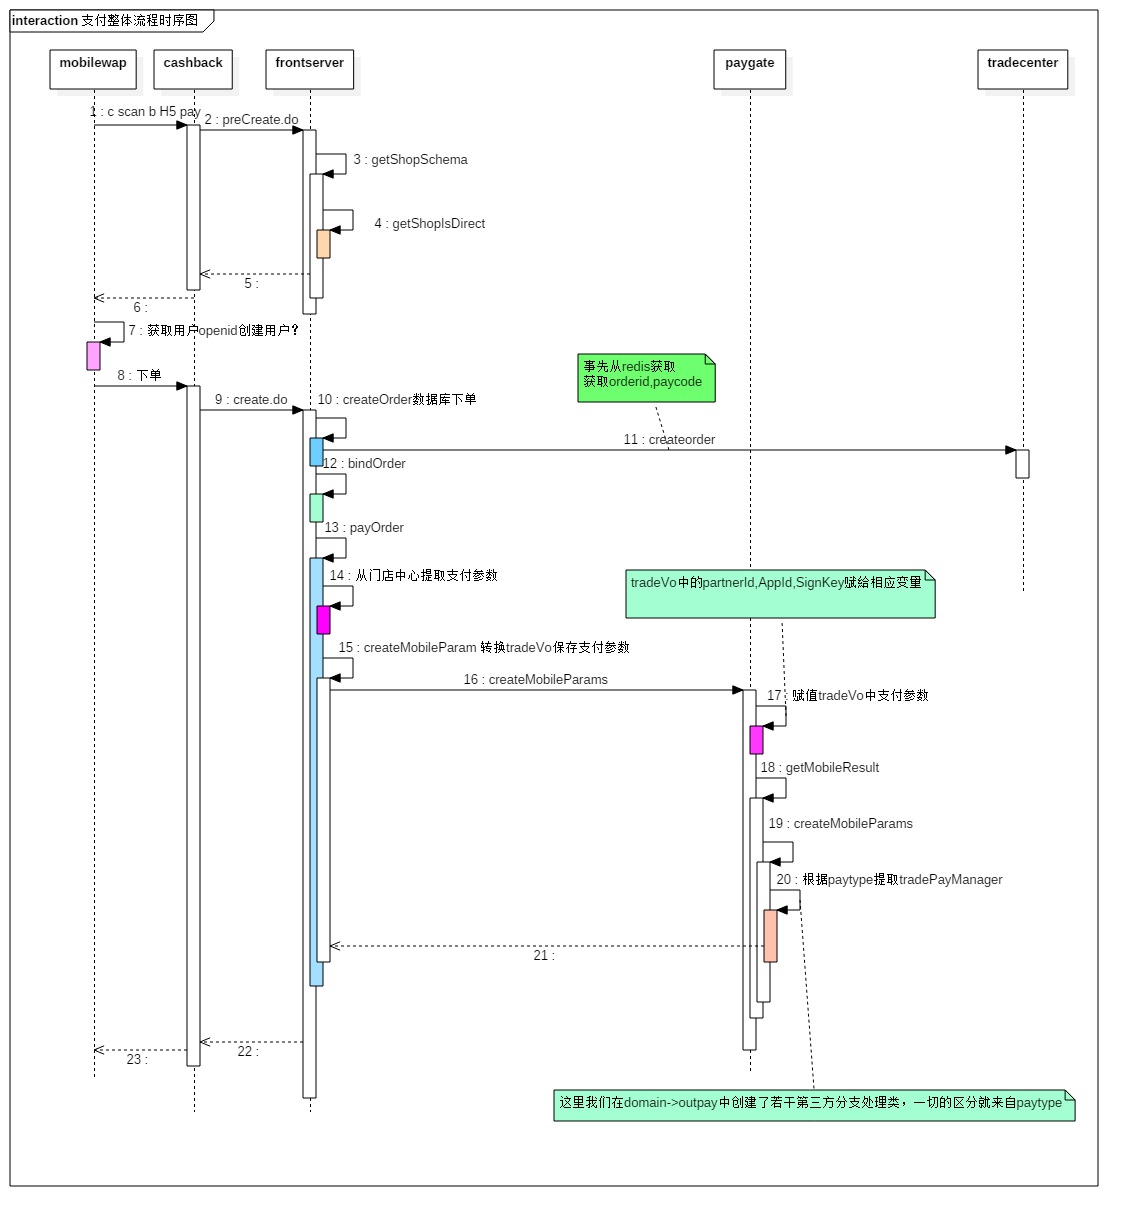 interaction 支付整体流程时序图
mobilewap
cashback
frontserver
paygate
tradecenter
1 : c scan b H5 pay
2 : preCreate.do
3 : getShopSchema
4 : getShopIsDirect
5 :
6 :
7 : 获取用户openid创建用户？
8 : 下单
9 : create.do
10 : createOrder数据库下单
事先从redis获取
获取orderid,paycode
11 : createorder
12 : bindOrder
13 : payOrder
14 : 从门店中心提取支付参数
tradeVo中的partnerId,AppId,SignKey赋给相应变量
15 : createMobileParam 转换tradeVo保存支付参数
16 : createMobileParams
17 : 赋值tradeVo中支付参数
18 : getMobileResult
19 : createMobileParams
20 : 根据paytype提取tradePayManager
21 :
22 :
23 :
这里我们在domain->outpay中创建了若干第三方分支处理类，一切的区分就来自paytype